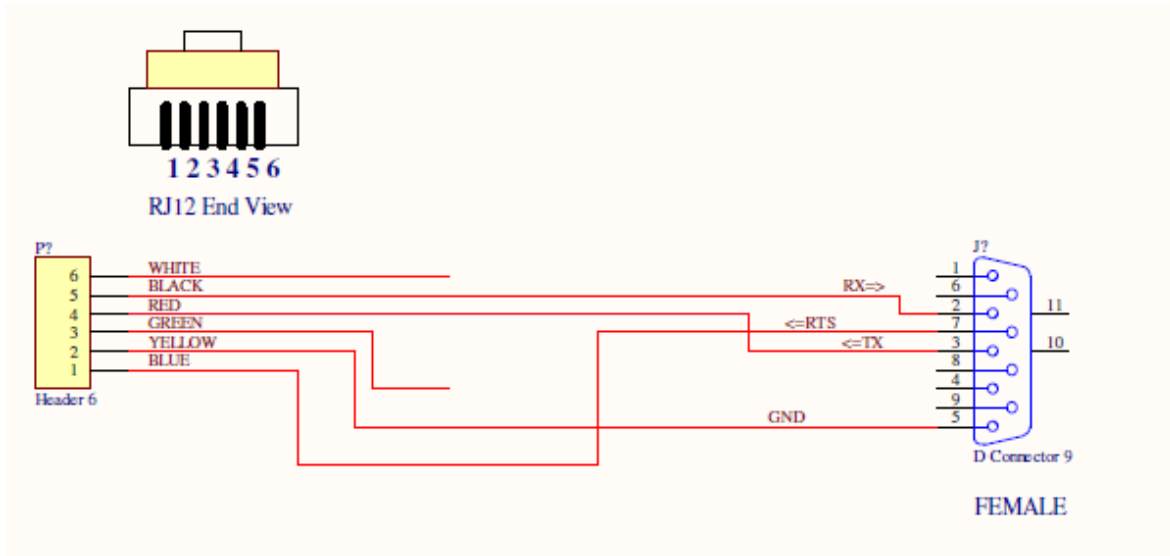 1 2 3 4 5 6
RJ12 End View
P?
J?
6 WHITE
5 BLACK
4 RED
3 GREEN
2 YELLOW
1 BLUE
Header 6
RX=>
<=RTS
<=TX
GND
1
6
2
7
3
8
4
9
5
11
10
D Connector 9
FEMALE